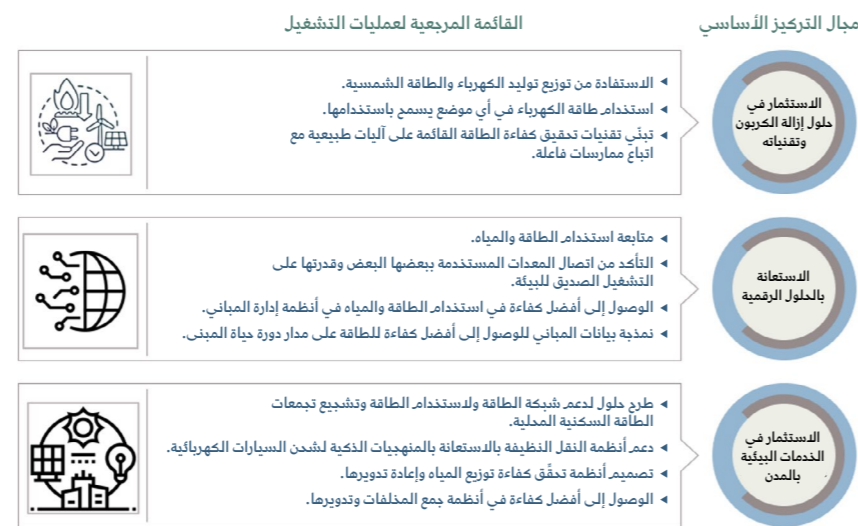 مجال التركيز الأساسي
القائمة المرجعية لعمليات التشغيل
الاستثمار في
حلول إزالة الكربون
وتقنياته
الاستفادة من توزيع توليد الكهرباء والطاقة الشمسية.
استخدام طاقة الكهرباء في أي موضع يسمح باستخدامها.
تبنّي تقنيات تحقيق كفاءة الطاقة القائمة على آليات طبيعية مع
اتباع ممارسات فاعلة.
الاستعانة
بالحلول الرقمية
متابعة استخدام الطاقة والمياه.
التأكد من اتصال المعدات المستخدمة ببعضها البعض وقدرتها على
التشغيل الصديق للبيئة.
الوصول إلى أفضل كفاءة في استخدام الطاقة والمياه في أنظمة إدارة المباني.
نمذجة بيانات المباني للوصول إلى أفضل كفاءة للطاقة على مدار دورة حياة المبنى.
الاستثمار في
الخدمات البيئية
بالمدن
طرح حلول لدعم شبكة الطاقة ولاستخدام الطاقة وتشجيع تجمعات
الطاقة السكنية المحلية.
دعم أنظمة النقل النظيفة بالاستعانة بالمنهجيات الذكية لشحن السيارات الكهربائية.
تصميم أنظمة تحقّق كفاءة توزيع المياه وإعادة تدويرها.
الوصول إلى أفضل كفاءة في أنظمة جمع المخلفات وتدويرها.